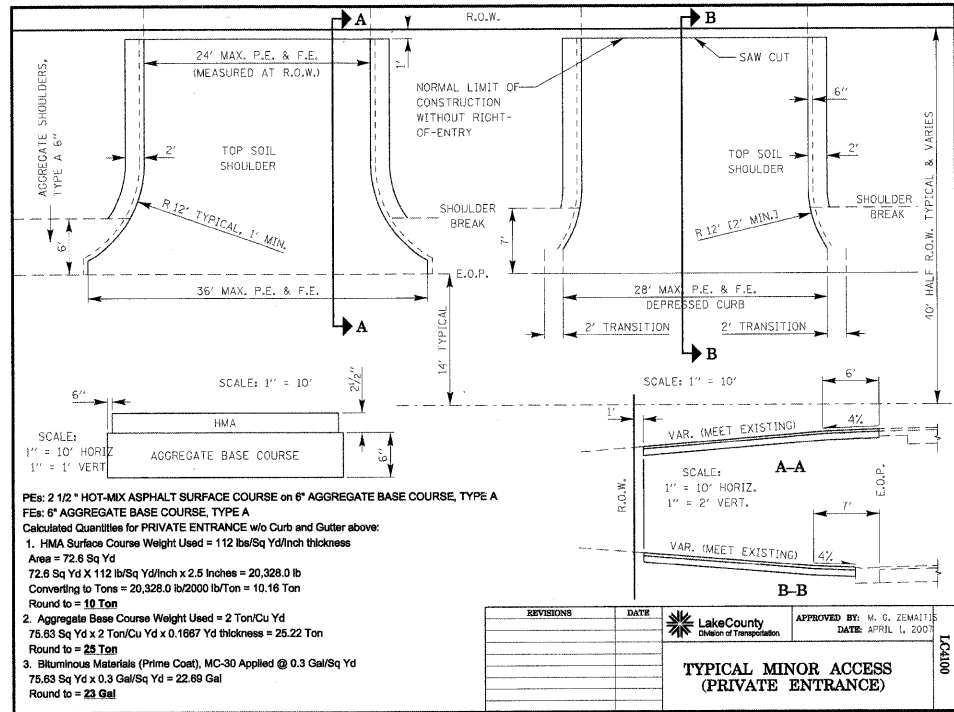 R.O.W.
A
B
24' MAX. P.E. & F.E.
(MEASURED AT R.O.W.)
1'
SAW CUT
NORMAL LIMIT OF
CONSTRUCTION
WITHOUT RIGHT-
OF-ENTRY
6"
AGGREGATE SHOULDERS,
TYPE A 6"
2'
TOP SOIL
SHOULDER
TOP SOIL
SHOULDER
2'
R 12' TYPICAL, 1' MIN.
SHOULDER
BREAK
SHOULDER
BREAK
R 12' [2' MIN.]
6'
7'
E.O.P.
36' MAX. P.E. & F.E.
28' MAX. P.E. & F.E.
DEPRESSED CURB
A
B
2' TRANSITION
2' TRANSITION
14' TYPICAL
40' HALF R.O.W. TYPICAL & VARIES
SCALE: 1" = 10'
SCALE: 1" = 10'
6"
2½"
HMA
AGGREGATE BASE COURSE
6"
SCALE:
1" = 10' HORIZ
1" = 1' VERT
1'
6'
VAR. (MEET EXISTING)
4%
A-A
SCALE:
1" = 10' HORIZ.
1" = 2' VERT.
R.O.W.
E.O.P.
7'
VAR. (MEET EXISTING)
4%
B-B
PEs: 2 1/2 " HOT-MIX ASPHALT SURFACE COURSE on 6" AGGREGATE BASE COURSE, TYPE A
FEs: 6" AGGREGATE BASE COURSE, TYPE A
Calculated Quantities for PRIVATE ENTRANCE w/o Curb and Gutter above:
1. HMA Surface Course Weight Used = 112 lbs/Sq Yd/Inch thickness
Area = 72.6 Sq Yd
72.6 Sq Yd X 112 lb/Sq Yd/Inch x 2.5 Inches = 20,328.0 lb
Converting to Tons = 20,328.0 lb/2000 lb/Ton = 10.16 Ton
Round to = 10 Ton
2. Aggregate Base Course Weight Used = 2 Ton/Cu Yd
75.63 Sq Yd x 2 Ton/Cu Yd x 0.1667 Yd thickness = 25.22 Ton
Round to = 25 Ton
3. Bituminous Materials (Prime Coat), MC-30 Applied @ 0.3 Gal/Sq Yd
75.63 Sq Yd x 0.3 Gal/Sq Yd = 22.69 Gal
Round to = 23 Gal
REVISIONS
DATE
LakeCounty
Division of Transportation
APPROVED BY: M. G. ZEMAITIS
DATE: APRIL 1, 2007
TYPICAL MINOR ACCESS
(PRIVATE ENTRANCE)
LC4100